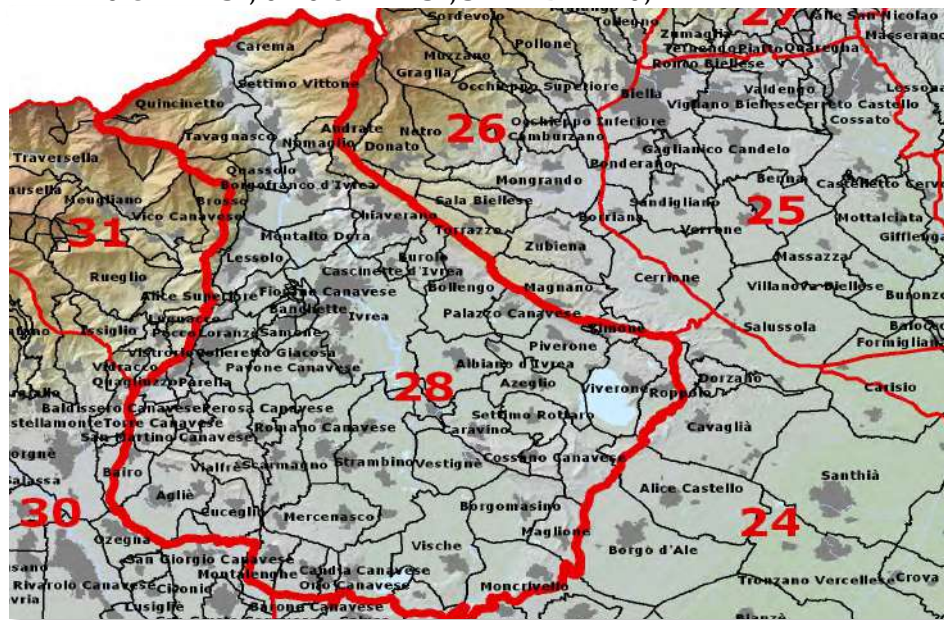 Sordevolo
Tollegno
27
Valle San Nicolao
Carema
Muzzano
Pollone
Zumaglia
Masserano
Graglia
Ternengo
Piatto
Quaregna
Ronco Biellese
Settimo Vittone
Occhieppo Superiore
Biella
Valdengo
Lessona
Quincinetto
Vigliano Biellese
Cerreto Castello
Tavagnasco
Andrate
Netro
26
Occhieppo Inferiore
Cossato
Nomaglio
Donato
Camburzano
Gaglianico
Candelo
Traversella
Quassolo
Ponderano
Borgofranco d'Ivrea
Mongrando
Benna
Castelletto Cerv
Meugliano
Brosso
Sala Biellese
Sandigliano
25
31
Vico Canavese
Chiaverano
Borriana
Mottalciata
Montalto Dora
Torrazzo
Verrone
Gifflenga
Zubiena
Lessolo
Burolo
Massazza
Rueglio
Cascinette d'Ivrea
Cerrione
Bollengo
Magnano
Villanova Biellese
Alice Superiore
Fiorano Canavese
Buronzo
Lugnacco
Banchette
Ivrea
Palazzo Canavese
Issiglio
Pecco
Loranzè
Samone
Zimone
Salussola
Piverone
Formigliana
Vistrorio
Colleretto Giacosa
Albiano d'Ivrea
Vidracco
Pavone Canavese
28
Azeglio
Viverone
Dorzano
Carisio
Quagliuzzo
Parella
Roppolo
Baldissero Canavese
Perosa Canavese
Settimo Rottaro
Cavaglià
Torre Canavese
Romano Canavese
Caravino
San Martino Canavese
Cossano Canavese
Bairo
Vialfrè
Scarmagno
Strambino
Vestignè
Santhià
Agliè
Alice Castello
30
Cuceglio
Mercenasco
Borgomasino
24
Ozegna
Maglione
San Giorgio Canavese
Vische
Borgo d'Ale
Montalenghe
Candia Canavese
Rivarolo Canavese
Ciconio
Orio Canavese
Moncrivello
Tronzano Vercellese
Crova
Lusigliè
Barone Canavese